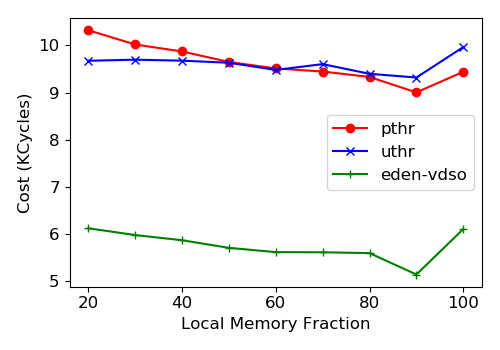 10
9
8
7
6
5
Cost (KCycles)
pthr
uthr
eden-vdso
20 40 60 80 100
Local Memory Fraction